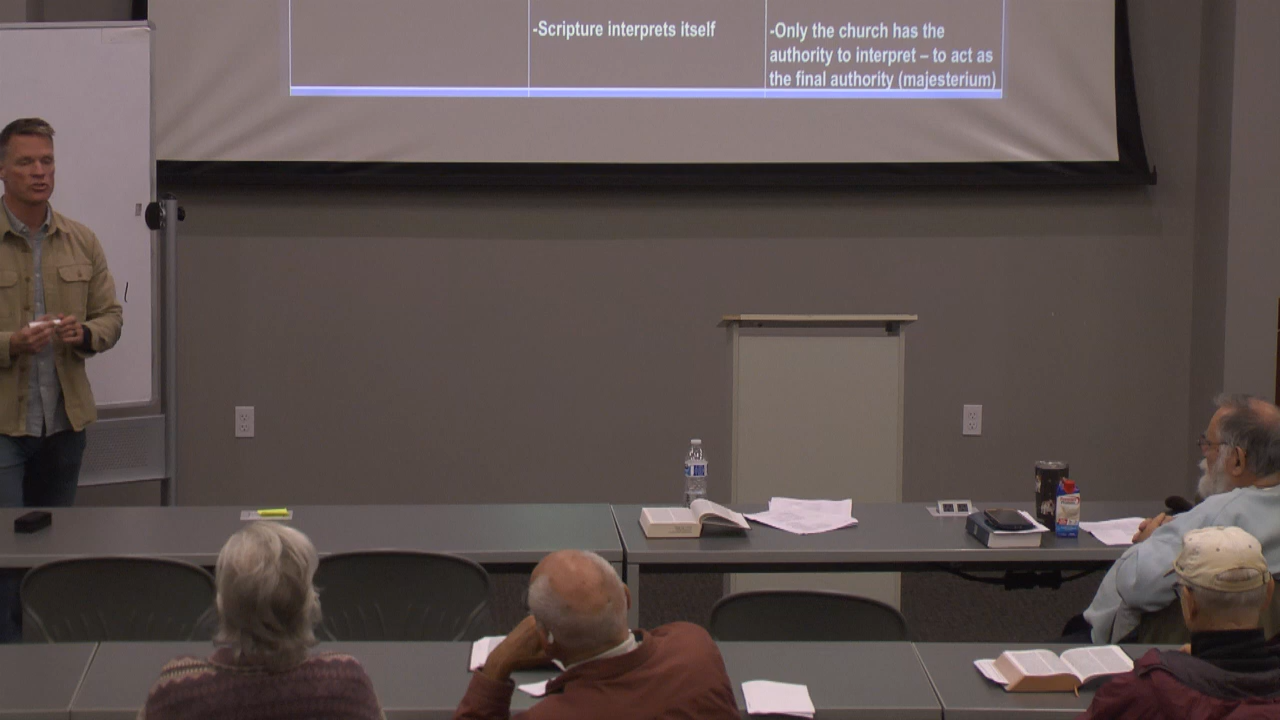 -Scripture interprets itself
-Only the church has the
authority to interpret – to act as
the final authority (majesterium)